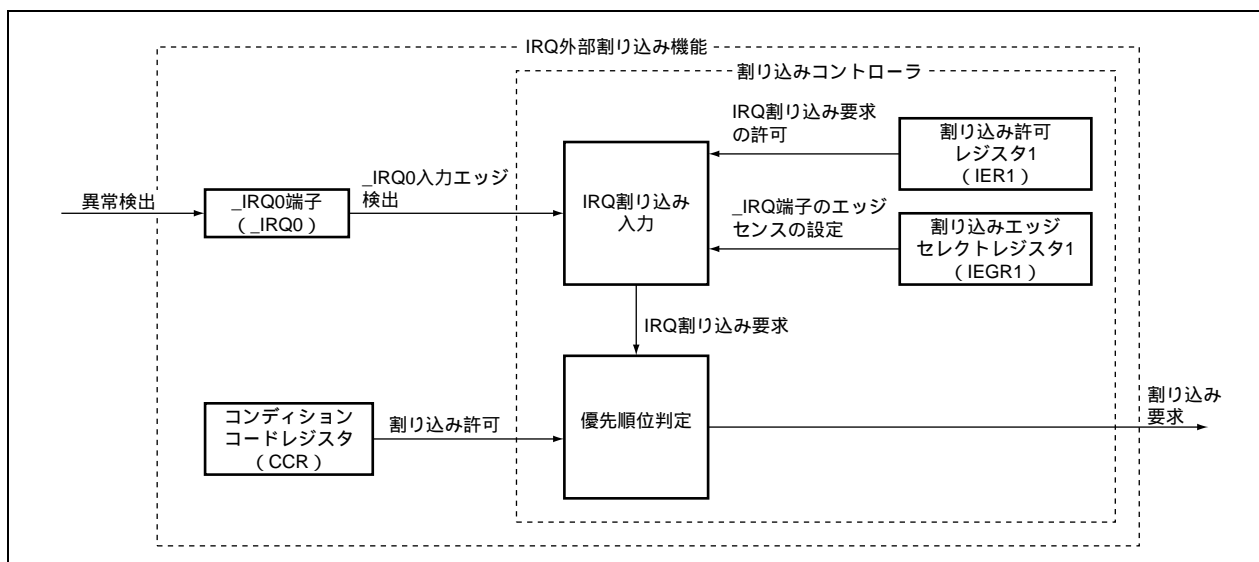 IRQ外部割り込み機能
割り込みコントローラ
IRQ割り込み要求
の許可
割り込み許可
レジスタ1
（IER1）
異常検出
_IRQ0端子
（_IRQ0）
_IRQ0入力エッジ
検出
IRQ割り込み
入力
_IRQ端子のエッジ
センスの設定
割り込みエッジ
セレクトレジスタ1
（IEGR1）
IRQ割り込み要求
コンディション
コードレジスタ
（CCR）
割り込み許可
優先順位判定
割り込み
要求